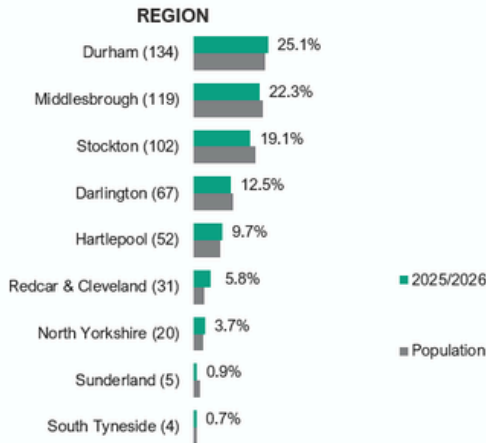 REGION
Durham (134) 25.1%
Middlesbrough (119) 22.3%
Stockton (102) 19.1%
Darlington (67) 12.5%
Hartlepool (52) 9.7%
Redcar & Cleveland (31) 5.8%
2025/2026
North Yorkshire (20) 3.7%
Population
Sunderland (5) 0.9%
South Tyneside (4) 0.7%